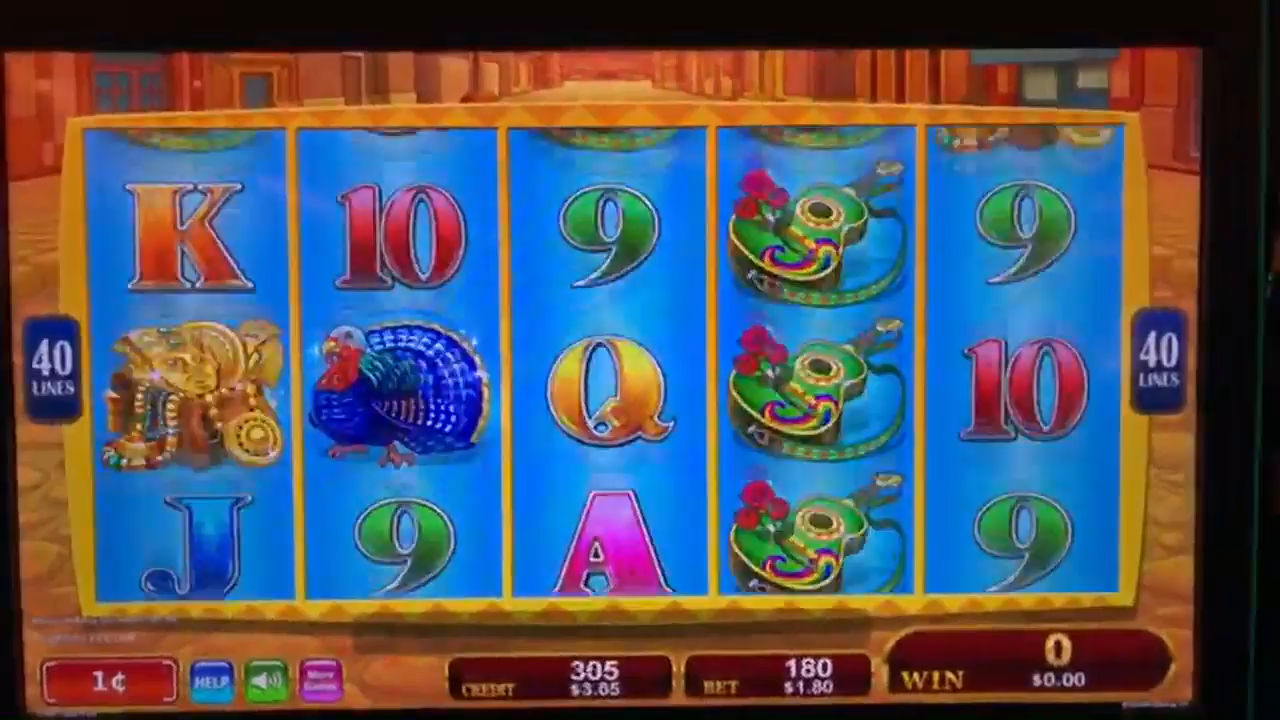 K 10 9 9
40 LINES
Q 10
40 LINES
J 9 A 9
1¢
HELP
More Games
CREDIT 305 $3.05
BET 180 $1.80
WIN 0 $0.00